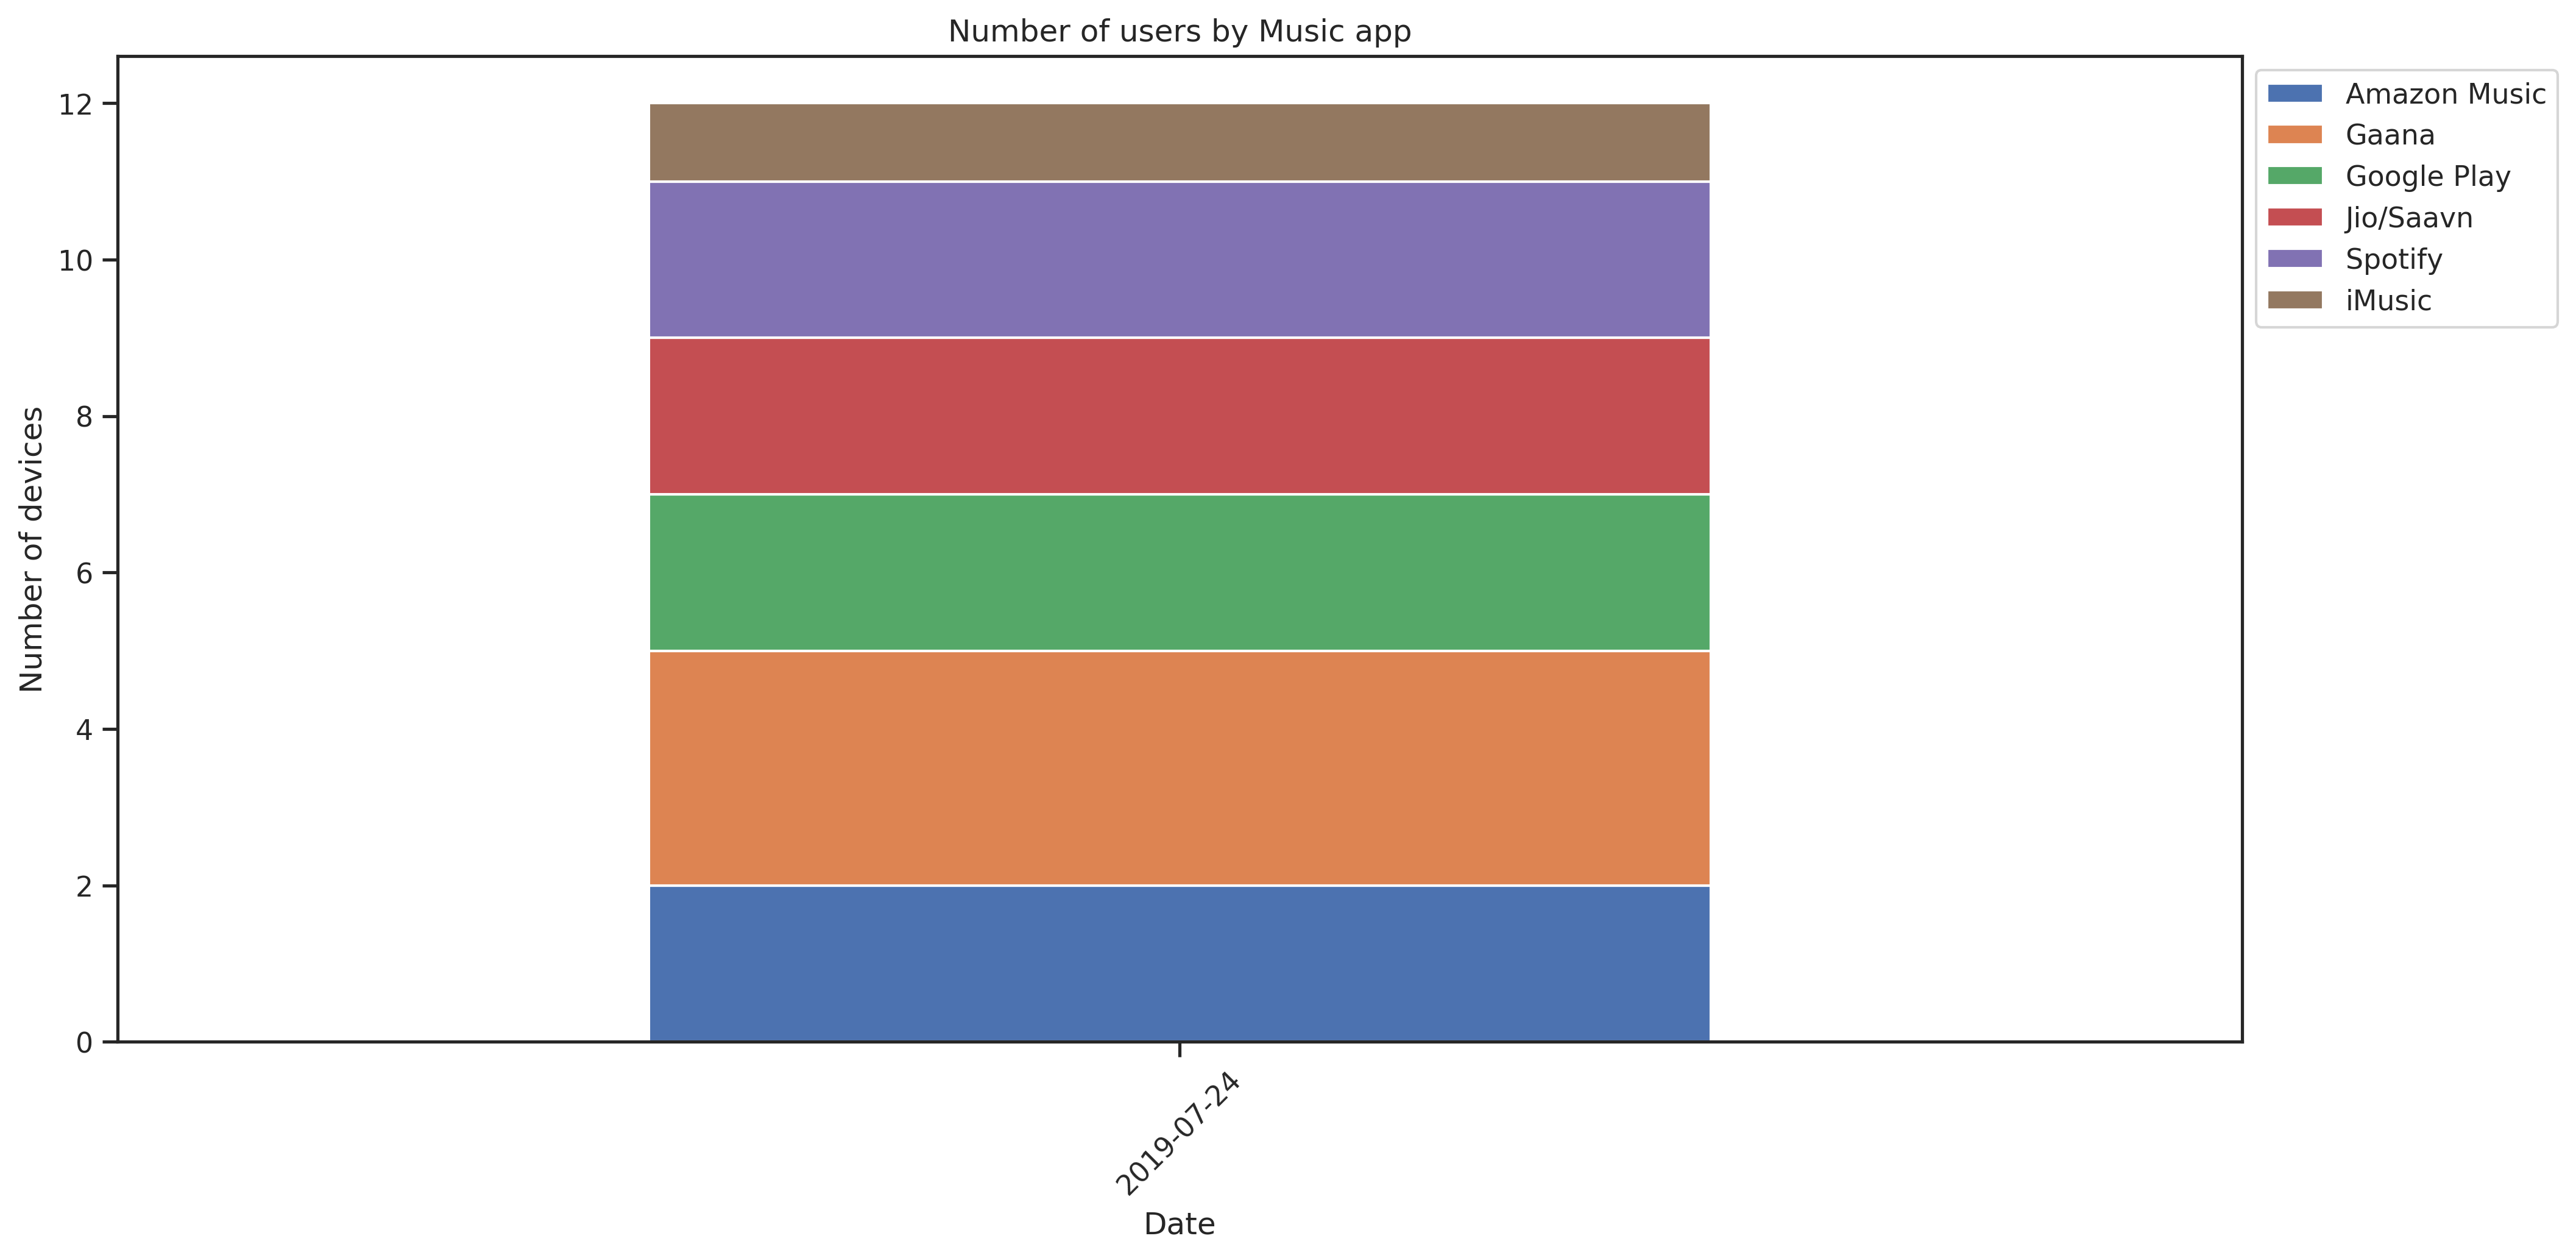 Number of users by Music app
12
10
8
6
4
2
0
Number of devices
2019-07-24
Date
Amazon Music
Gaana
Google Play
Jio/Saavn
Spotify
iMusic